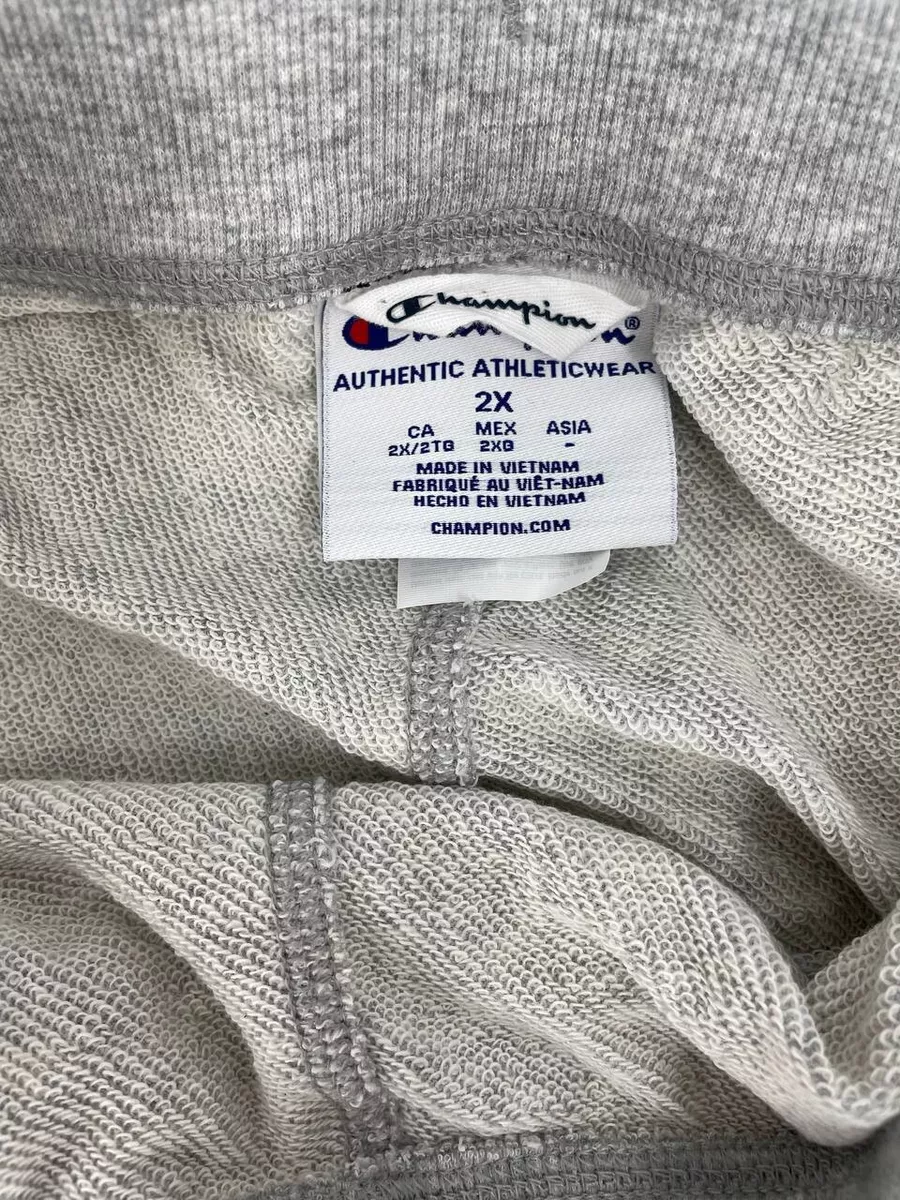 Champion
Champion®
AUTHENTIC ATHLETICWEAR
2X
CA MEX ASIA
2X/2TG 2XG -
MADE IN VIETNAM
FABRIQUÉ AU VIÊT-NAM
HECHO EN VIETNAM
CHAMPION.COM